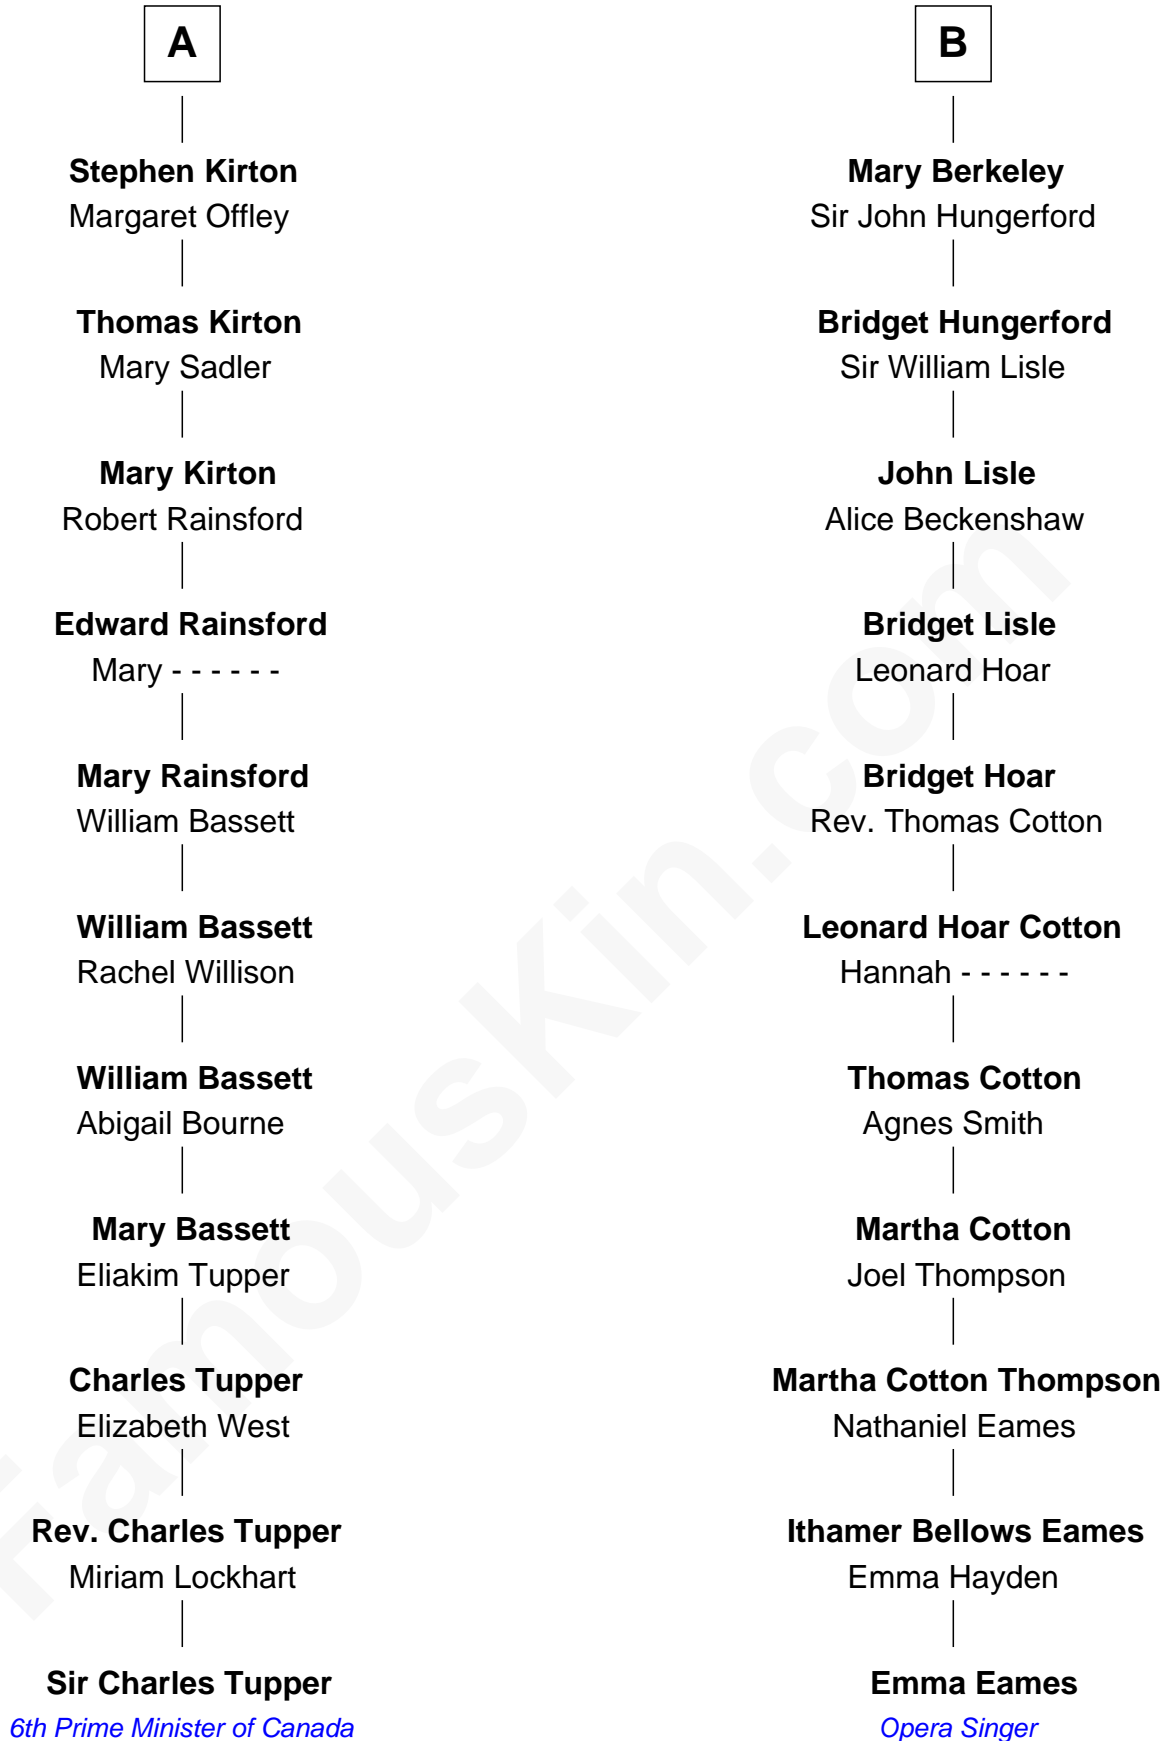 A
Stephen Kirton
Margaret Offley
Thomas Kirton
Mary Sadler
Mary Kirton
Robert Rainsford
Edward Rainsford
Mary - - - - - -
Mary Rainsford
William Bassett
William Bassett
Rachel Willison
William Bassett
Abigail Bourne
Mary Bassett
Eliakim Tupper
Charles Tupper
Elizabeth West
Rev. Charles Tupper
Miriam Lockhart
Sir Charles Tupper
6th Prime Minister of Canada
B
Mary Berkeley
Sir John Hungerford
Bridget Hungerford
Sir William Lisle
John Lisle
Alice Beckenshaw
Bridget Lisle
Leonard Hoar
Bridget Hoar
Rev. Thomas Cotton
Leonard Hoar Cotton
Hannah - - - - - -
Thomas Cotton
Agnes Smith
Martha Cotton
Joel Thompson
Martha Cotton Thompson
Nathaniel Eames
Ithamer Bellows Eames
Emma Hayden
Emma Eames
Opera Singer
FamousKin.com